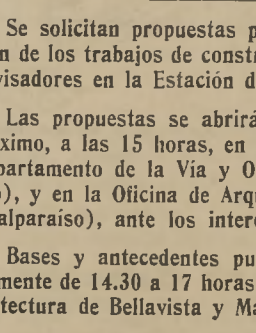 Se solicitan propuestas p
n de los trabajos de constr
visadores en la Estación d
Las propuestas se abrirá
ximo, a las 15 horas, en
partamento de la Vía y O
o), y en la Oficina de Arqu
alparaíso), ante los inter
Bases y antecedentes pu
mente de 14.30 a 17 horas
tectura de Bellavista y Ma